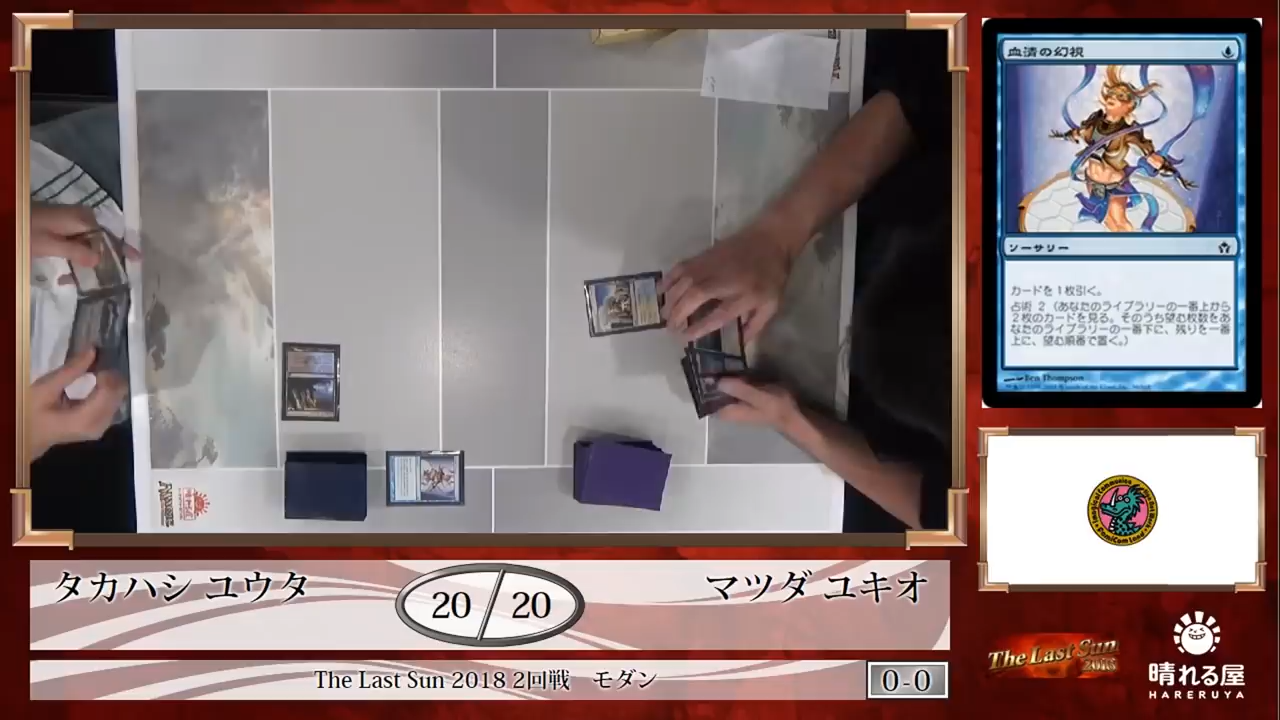 血清の幻視
ソーサリー
カードを１枚引く。
占術 ２（あなたのライブラリーの一番上から
２枚のカードを見る。そのうち望む枚数をあ
なたのライブラリーの一番下に、残りを一番
上に、望む順番で置く。）
Ben Thompson
タカハシ ユウタ
20 / 20
マツダ ユキオ
The Last Sun 2018 2回戦　モダン
0-0
The Last Sun
2018
晴れる屋
HARERUYA